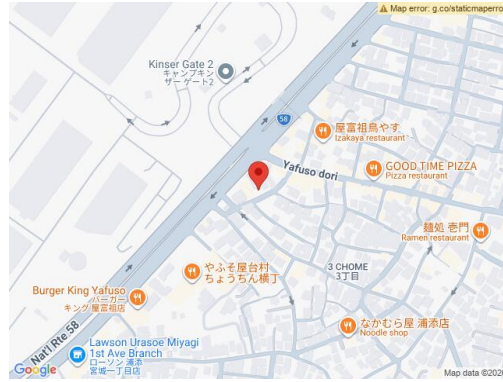 Map error: g.co/staticmaperro
Kinser Gate 2
キャンプキン
ザー ゲート2
58
屋富祖鳥やす
Izakaya restaurant
Yafuso dori
GOOD TIME PIZZA
Pizza restaurant
麺処 壱門
Ramen restaurant
3 CHOME
3丁目
やふそ屋台村
ちょうちん横丁
Burger King Yafuso
バーガー
キング 屋富祖店
Nat'l Rte 58
なかむら屋 浦添店
Noodle shop
Lawson Urasoe Miyagi
1st Ave Branch
ローソン 浦添
宮城一丁目店
Google
Map data ©202